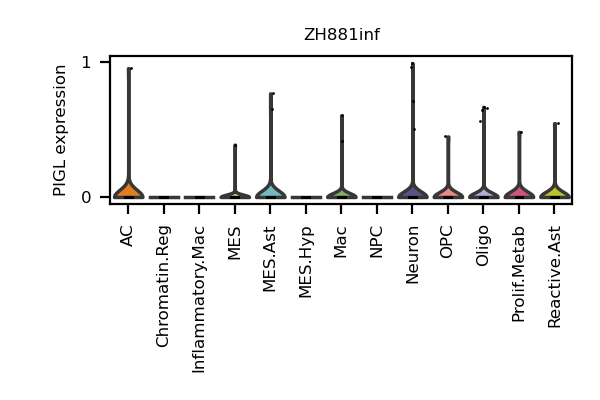 ZH881inf
PIGL expression
1
0
AC
Chromatin.Reg
Inflammatory.Mac
MES
MES.Ast
MES.Hyp
Mac
NPC
Neuron
OPC
Oligo
Prolif.Metab
Reactive.Ast